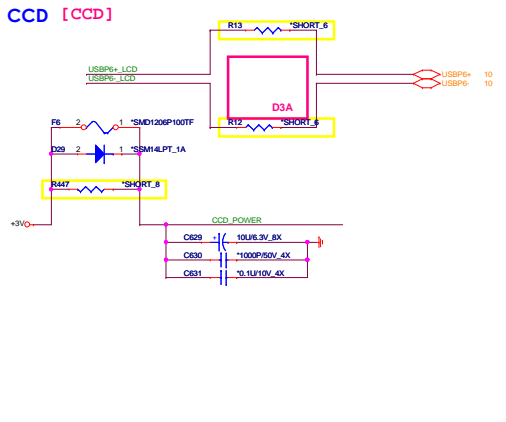 CCD [CCD]
R13 *SHORT_6
USBP6+_LCD
USBP6-_LCD
USBP6+ 10
USBP6- 10
D3A
F6 2 1 *SMD1206P100TF
R12 *SHORT_6
D29 2 1 *SSM14LPT_1A
R447 *SHORT_8
+3V
CCD_POWER
C629 + 10U/6.3V_8X
C630 *1000P/50V_4X
C631 *0.1U/10V_4X